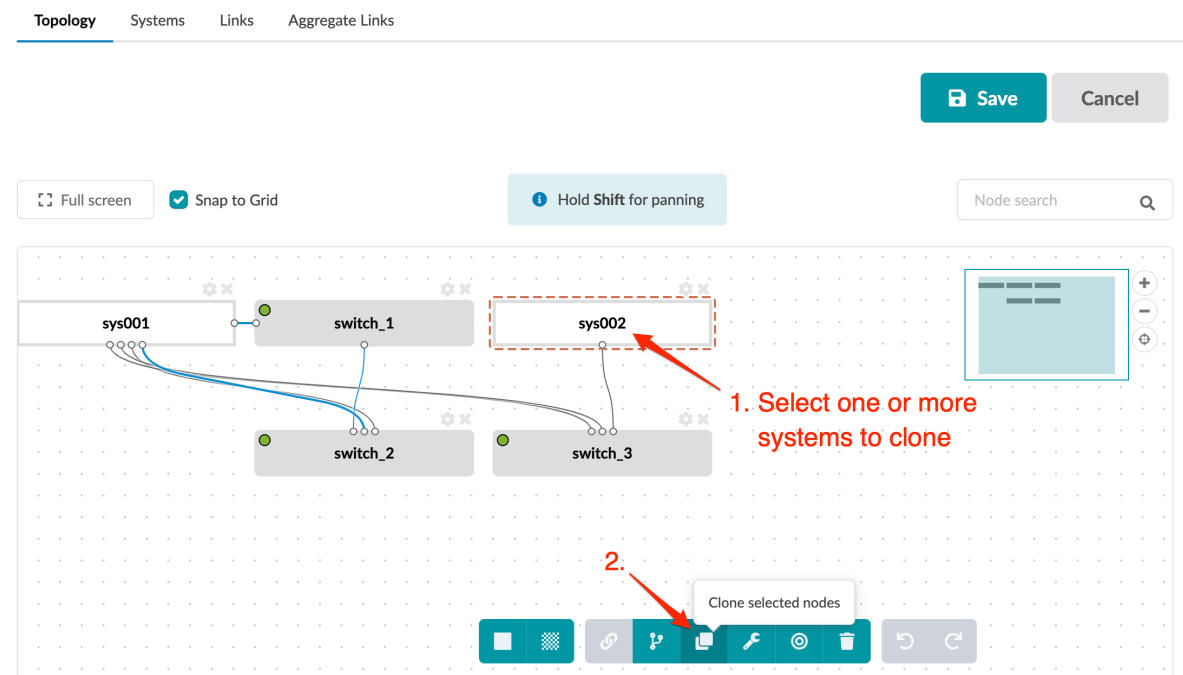 Topology Systems Links Aggregate Links
Save Cancel
Full screen Snap to Grid Hold Shift for panning Node search
sys001 switch_1 sys002
1. Select one or more
systems to clone
switch_2 switch_3
2.
Clone selected nodes